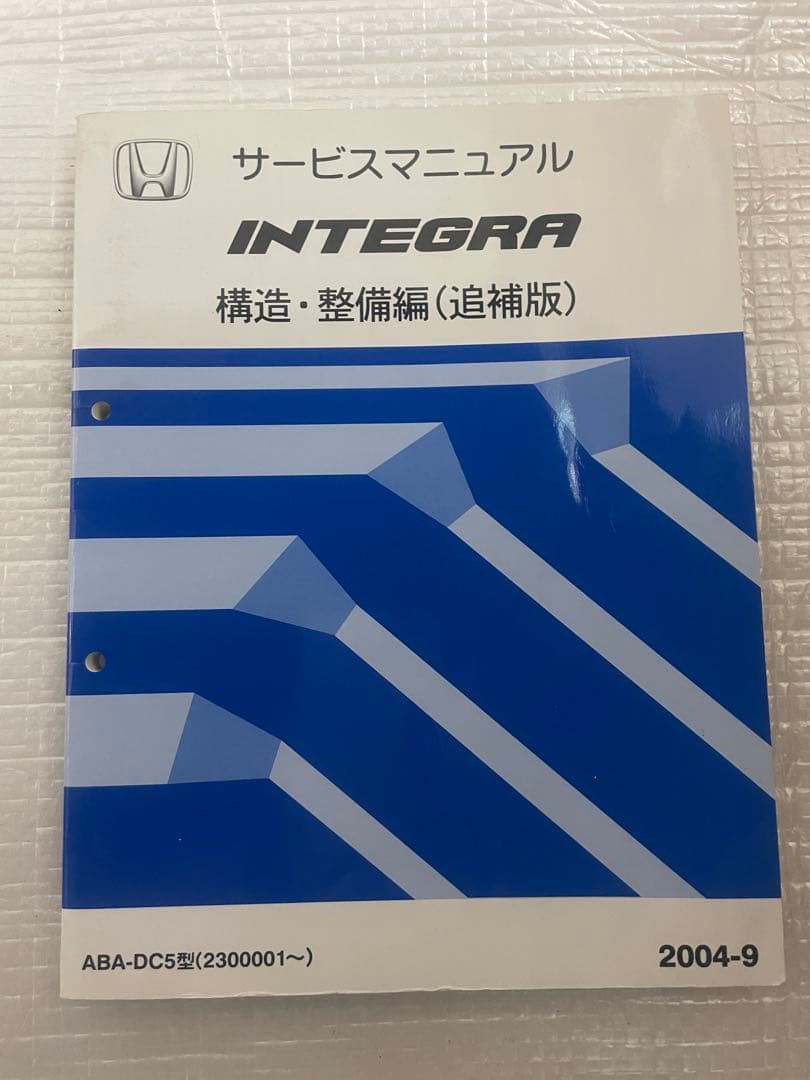 サービスマニュアル
INTEGRA
構造・整備編(追補版)
ABA-DC5型(2300001〜)
2004-9